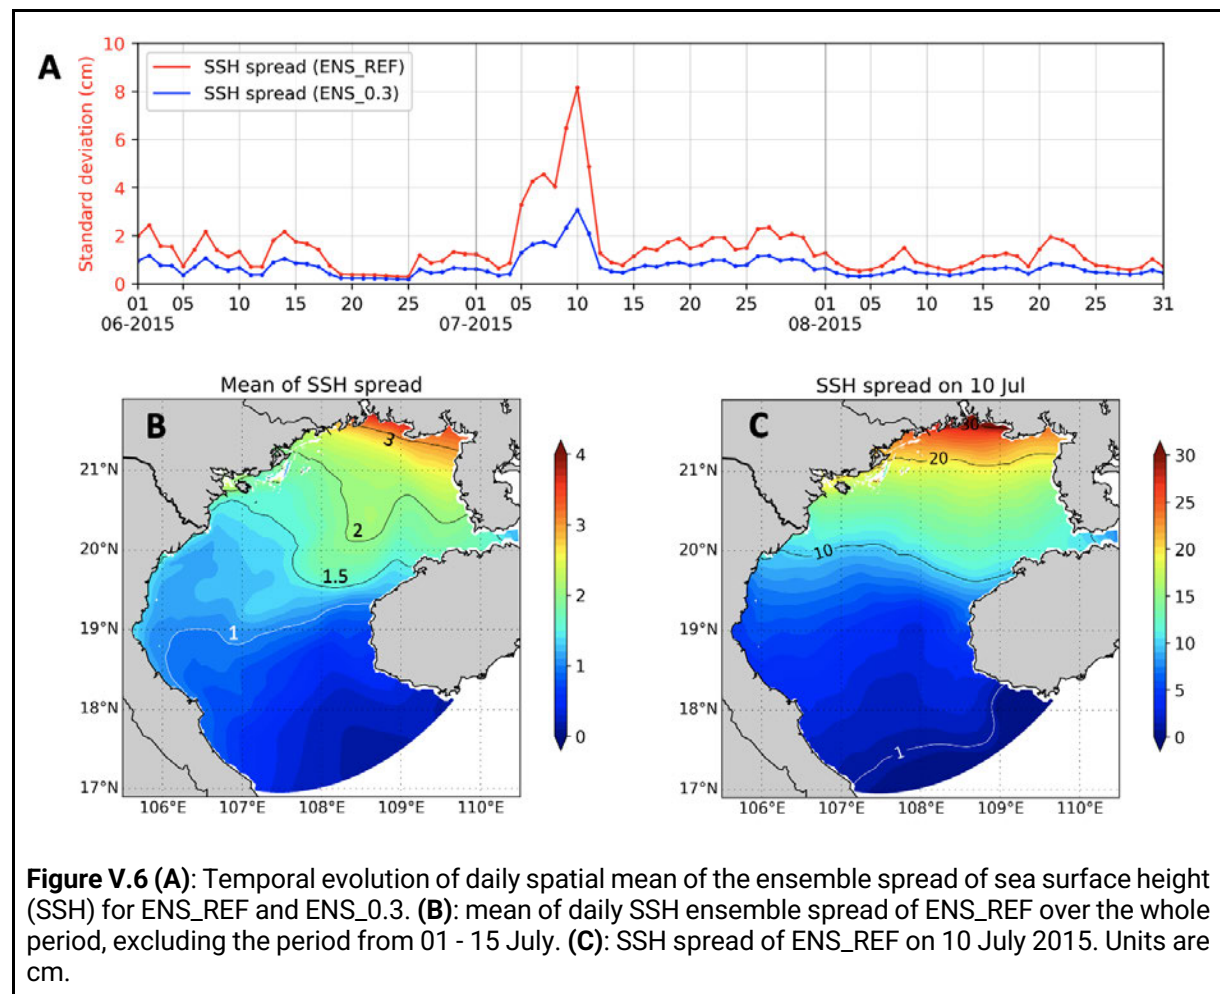 A
Standard deviation (cm)
10
8
6
4
2
0
SSH spread (ENS_REF)
SSH spread (ENS_0.3)
01 05 10 15 20 25 01 05 10 15 20 25 01 05 10 15 20 25 31
06-2015 07-2015 08-2015
Mean of SSH spread
B
21°N
20°N
19°N
18°N
17°N
3
2
1.5
1
106°E 107°E 108°E 109°E 110°E
4
3
2
1
0
SSH spread on 10 Jul
C
21°N
20°N
19°N
18°N
17°N
30
20
10
1
106°E 107°E 108°E 109°E 110°E
30
25
20
15
10
5
0
Figure V.6 (A): Temporal evolution of daily spatial mean of the ensemble spread of sea surface height
(SSH) for ENS_REF and ENS_0.3. (B): mean of daily SSH ensemble spread of ENS_REF over the whole
period, excluding the period from 01 - 15 July. (C): SSH spread of ENS_REF on 10 July 2015. Units are
cm.